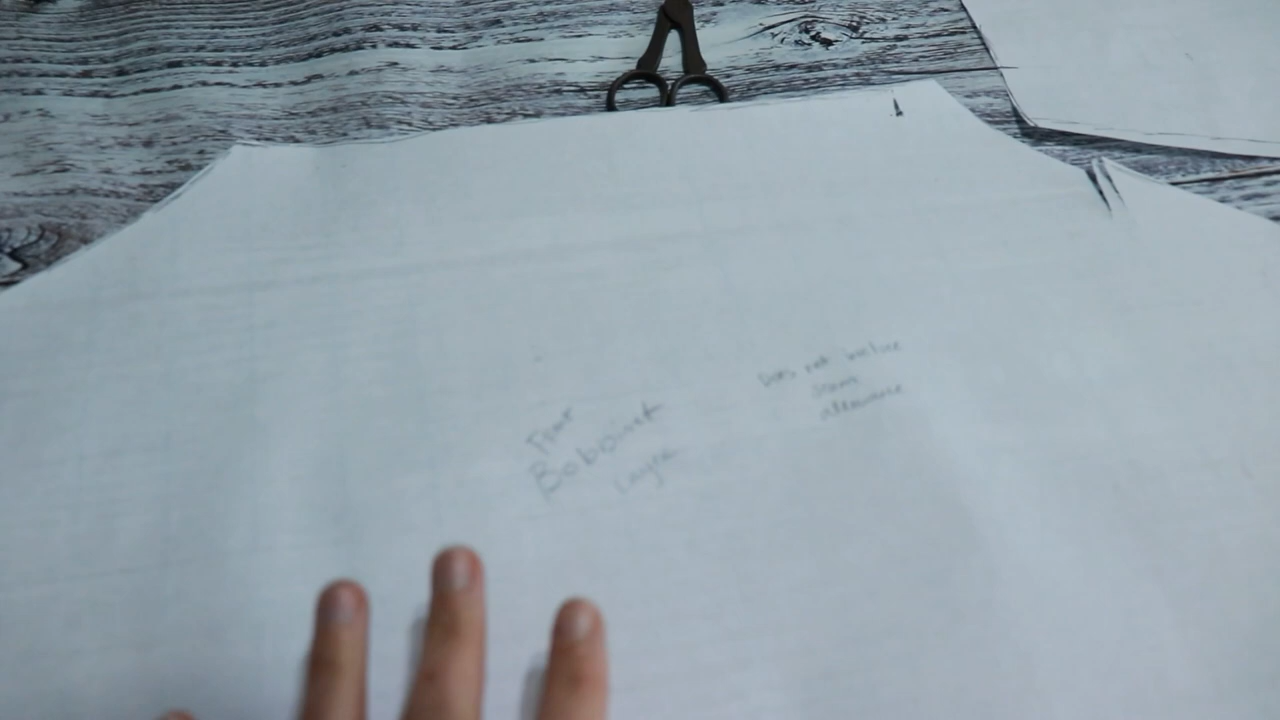 Front
Bobbinet
Layer
Does not include
seam
allowance